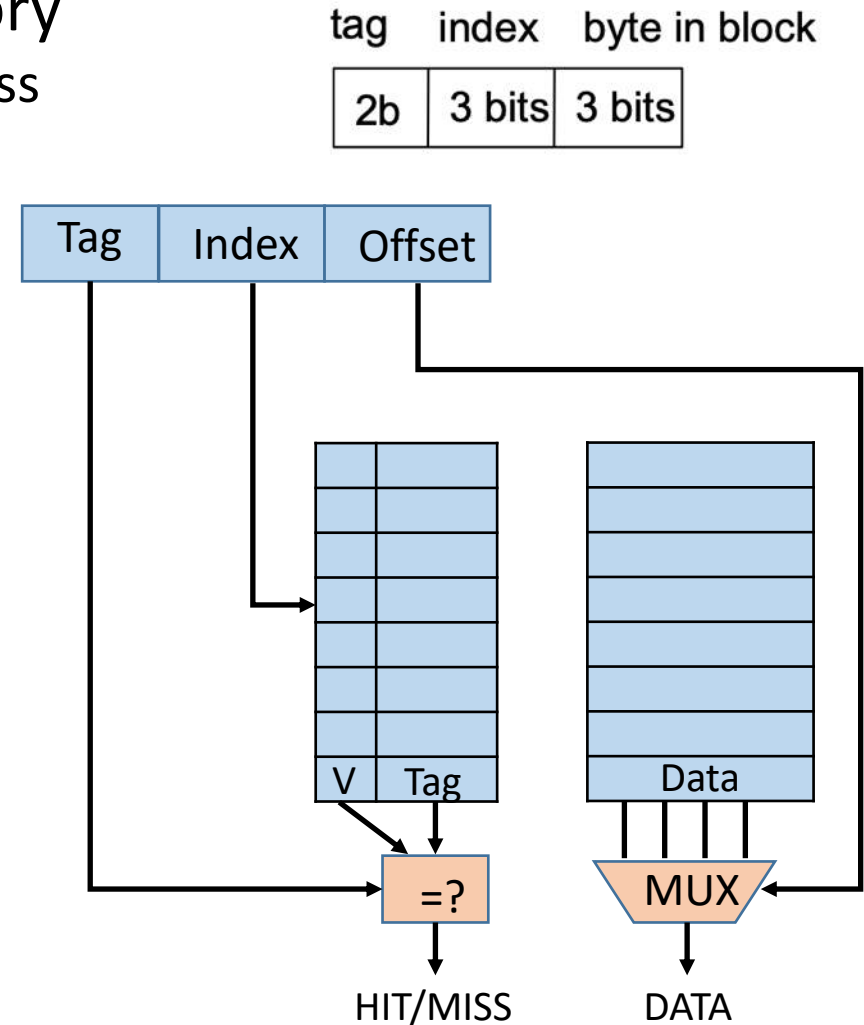 ory
ss
tag index byte in block
2b 3 bits 3 bits
Tag Index Offset
V Tag Data
=? MUX
HIT/MISS DATA